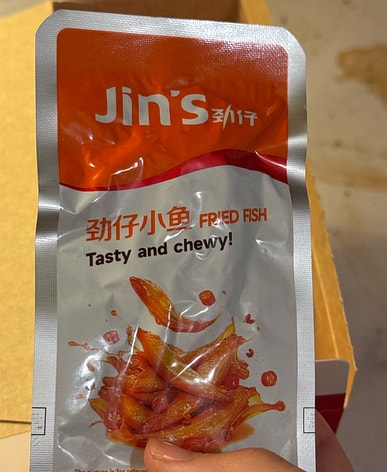 Jin's 劲仔
劲仔小鱼 FRIED FISH
Tasty and chewy!